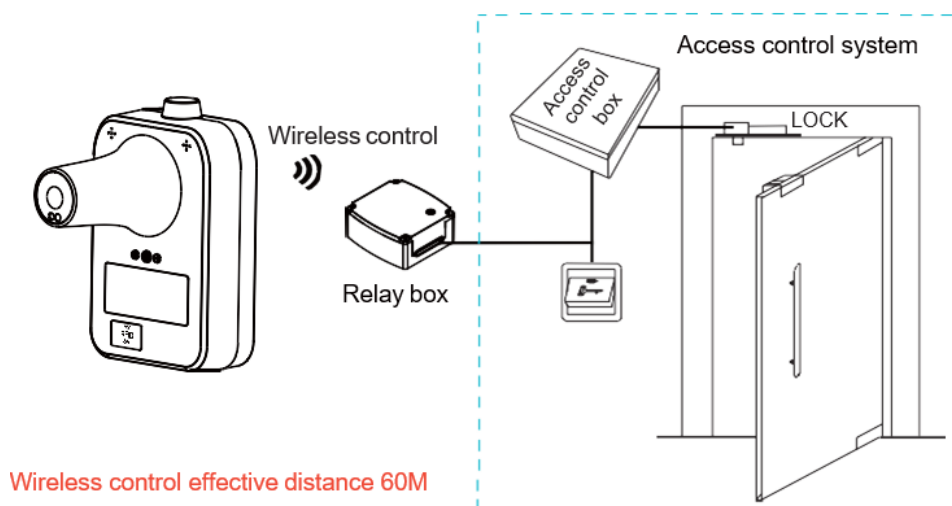 Access control system
Access
control
box
LOCK
Wireless control
Relay box
Wireless control effective distance 60M